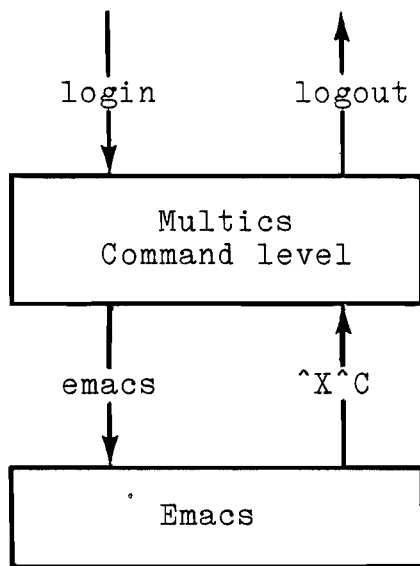 login logout
Multics
Command level
emacs ^X^C
Emacs